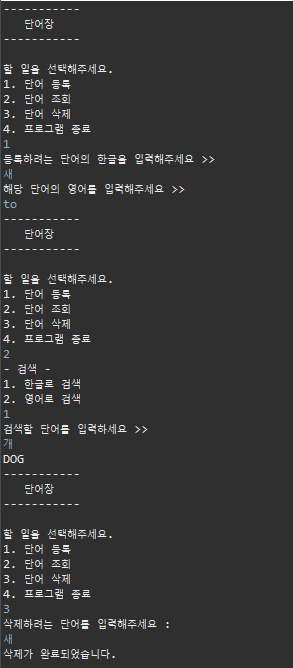 -----------
단어장
-----------
할 일을 선택해주세요.
1. 단어 등록
2. 단어 조회
3. 단어 삭제
4. 프로그램 종료
1
등록하려는 단어의 한글을 입력해주세요 >>
새
해당 단어의 영어를 입력해주세요 >>
to
-----------
단어장
-----------
할 일을 선택해주세요.
1. 단어 등록
2. 단어 조회
3. 단어 삭제
4. 프로그램 종료
2
- 검색 -
1. 한글로 검색
2. 영어로 검색
1
검색할 단어를 입력하세요 >>
개
DOG
-----------
단어장
-----------
할 일을 선택해주세요.
1. 단어 등록
2. 단어 조회
3. 단어 삭제
4. 프로그램 종료
3
삭제하려는 단어를 입력해주세요 :
새
삭제가 완료되었습니다.